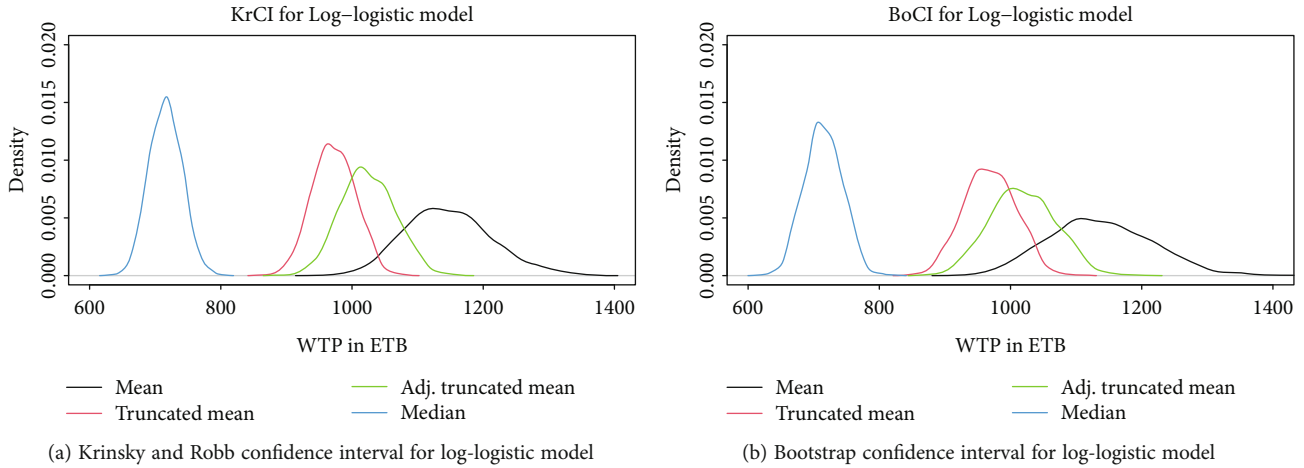 KrCI for Log–logistic model
0.020
0.015
0.010
0.005
0.000
Density
600 800 1000 1200 1400
WTP in ETB
Mean
Truncated mean
Adj. truncated mean
Median
(a) Krinsky and Robb confidence interval for log-logistic model
BoCI for Log–logistic model
0.020
0.015
0.010
0.005
0.000
Density
600 800 1000 1200 1400
WTP in ETB
Mean
Truncated mean
Adj. truncated mean
Median
(b) Bootstrap confidence interval for log-logistic model